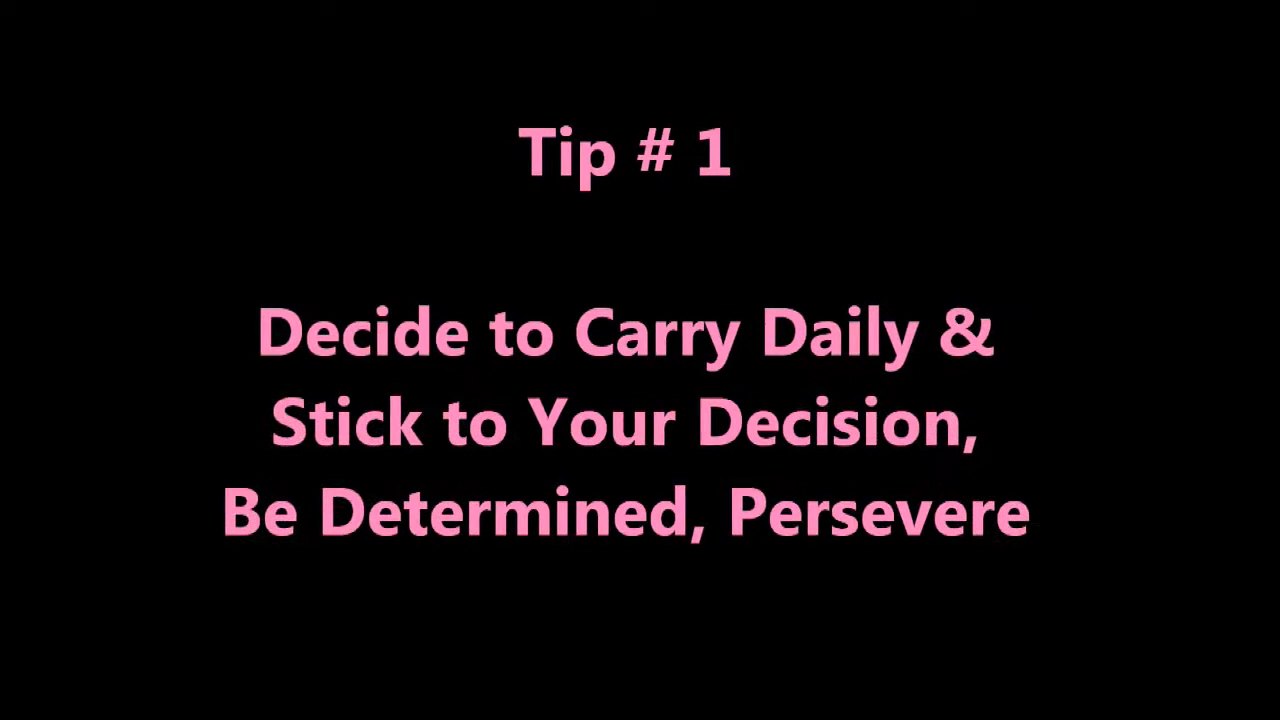 Tip # 1
Decide to Carry Daily &
Stick to Your Decision,
Be Determined, Persevere